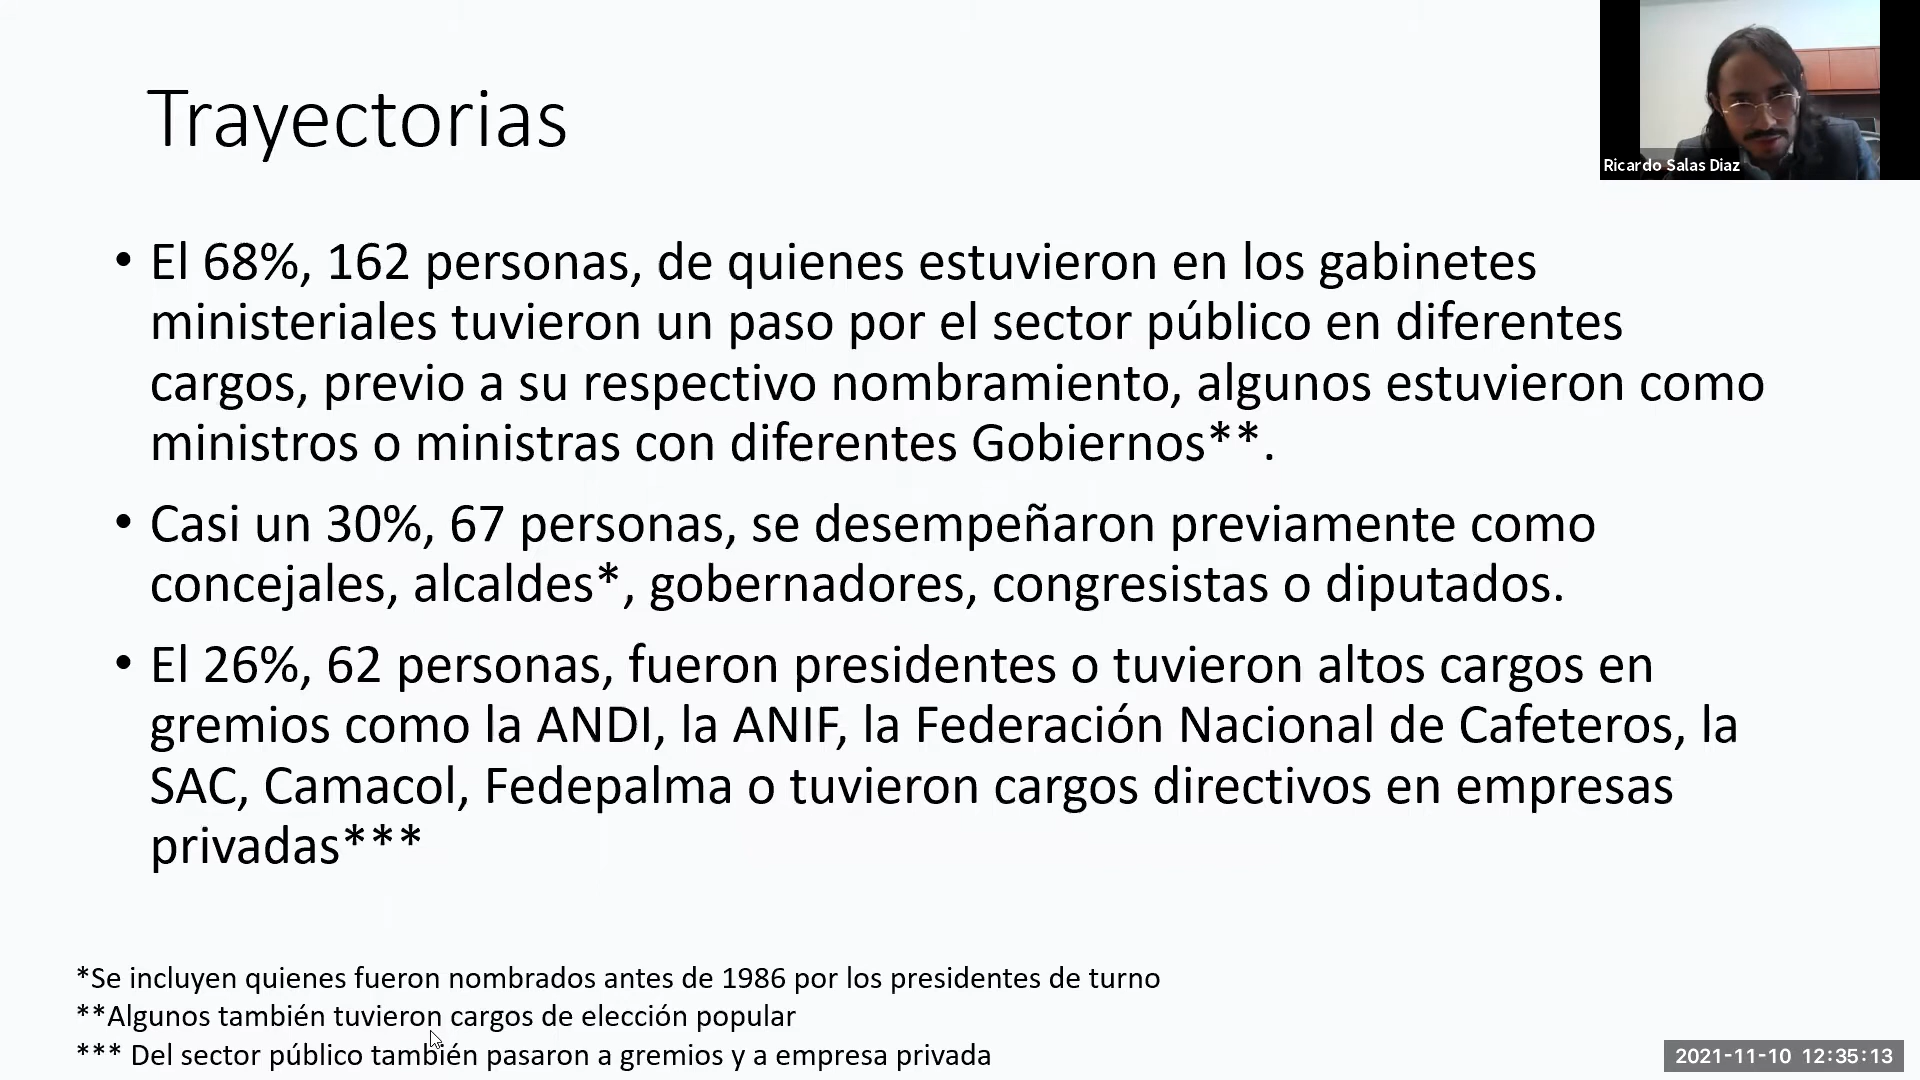 Trayectorias
Ricardo Salas Diaz
• El 68%, 162 personas, de quienes estuvieron en los gabinetes
ministeriales tuvieron un paso por el sector público en diferentes
cargos, previo a su respectivo nombramiento, algunos estuvieron como
ministros o ministras con diferentes Gobiernos**.
• Casi un 30%, 67 personas, se desempeñaron previamente como
concejales, alcaldes*, gobernadores, congresistas o diputados.
• El 26%, 62 personas, fueron presidentes o tuvieron altos cargos en
gremios como la ANDI, la ANIF, la Federación Nacional de Cafeteros, la
SAC, Camacol, Fedepalma o tuvieron cargos directivos en empresas
privadas***
*Se incluyen quienes fueron nombrados antes de 1986 por los presidentes de turno
**Algunos también tuvieron cargos de elección popular
*** Del sector público también pasaron a gremios y a empresa privada
2021-11-10 12:35:13